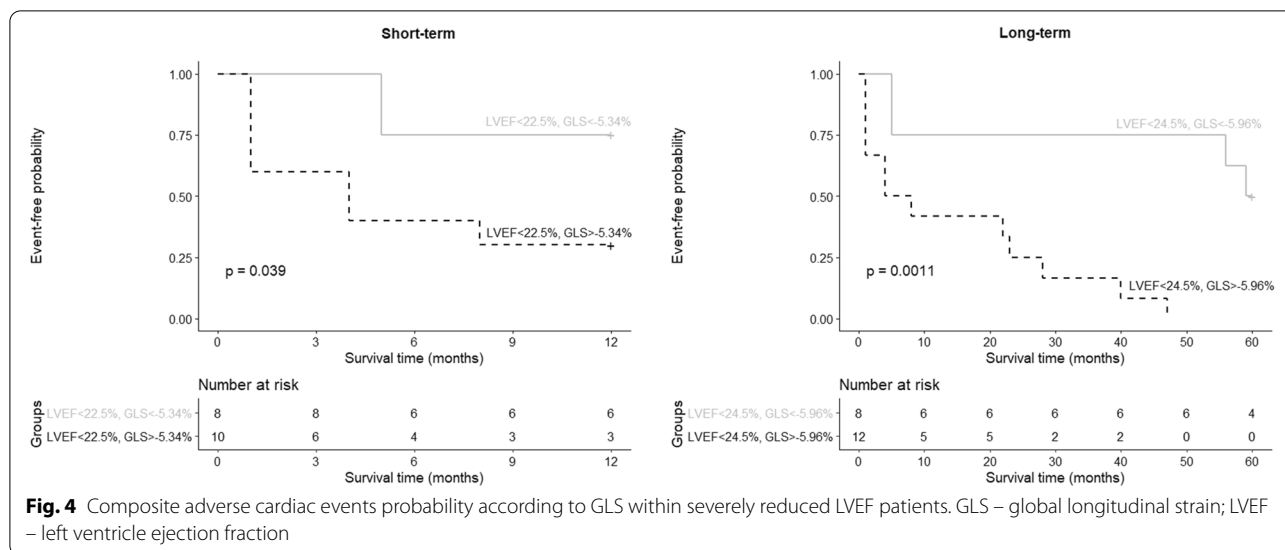 Short-term
Event-free probability
1.00
0.75
0.50
0.25
0.00
LVEF<22.5%, GLS<-5.34%
LVEF<22.5%, GLS>-5.34%
p = 0.039
0 3 6 9 12
Survival time (months)
Number at risk
Groups
LVEF<22.5%, GLS<-5.34% 8 8 6 6 6
LVEF<22.5%, GLS>-5.34% 10 6 4 3 3
0 3 6 9 12
Survival time (months)
Long-term
Event-free probability
1.00
0.75
0.50
0.25
0.00
LVEF<24.5%, GLS<-5.96%
LVEF<24.5%, GLS>-5.96%
p = 0.0011
0 10 20 30 40 50 60
Survival time (months)
Number at risk
Groups
LVEF<24.5%, GLS<-5.96% 8 6 6 6 6 6 4
LVEF<24.5%, GLS>-5.96% 12 5 5 2 2 0 0
0 10 20 30 40 50 60
Survival time (months)
Fig. 4 Composite adverse cardiac events probability according to GLS within severely reduced LVEF patients. GLS – global longitudinal strain; LVEF
– left ventricle ejection fraction